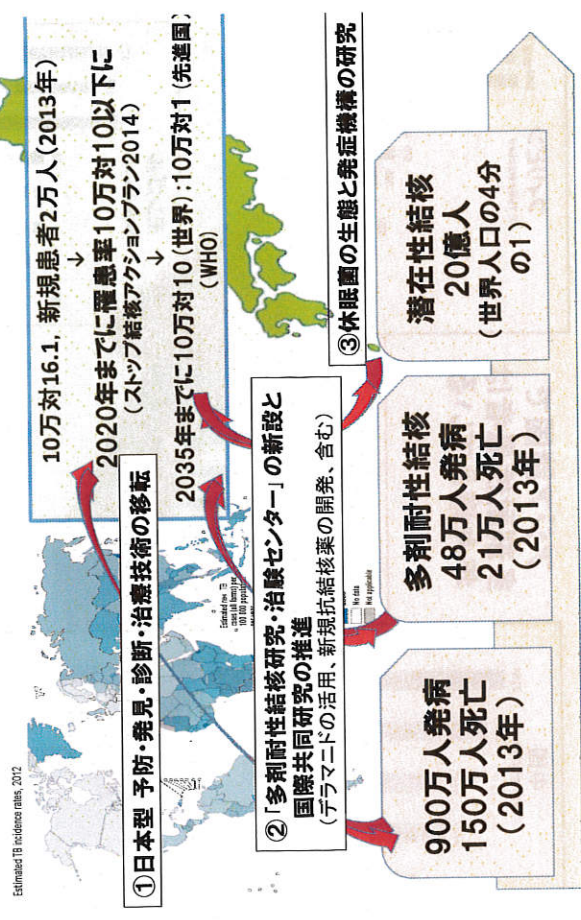 Estimated TB incidence rates, 2012
10万対16.1, 新規患者2万人(2013年)
↓
2020年までに罹患率10万対10以下に
(ストップ結核アクションプラン2014)
↓
2035年までに10万対10(世界):10万対1(先進国)
(WHO)
①日本型 予防・発見・診断・治療技術の移転
Estimated new TB
cases (all forms) per
100 000 population
②「多剤耐性結核研究・治験センター」の新設と
国際共同研究の推進
(デラマニドの活用、新規抗結核薬の開発、含む)
No data
Not applicable
③休眠菌の生態と発症機構の研究
900万人発病
150万人死亡
(2013年)
多剤耐性結核
48万人発病
21万人死亡
(2013年)
潜在性結核
20億人
(世界人口の4分
の1)